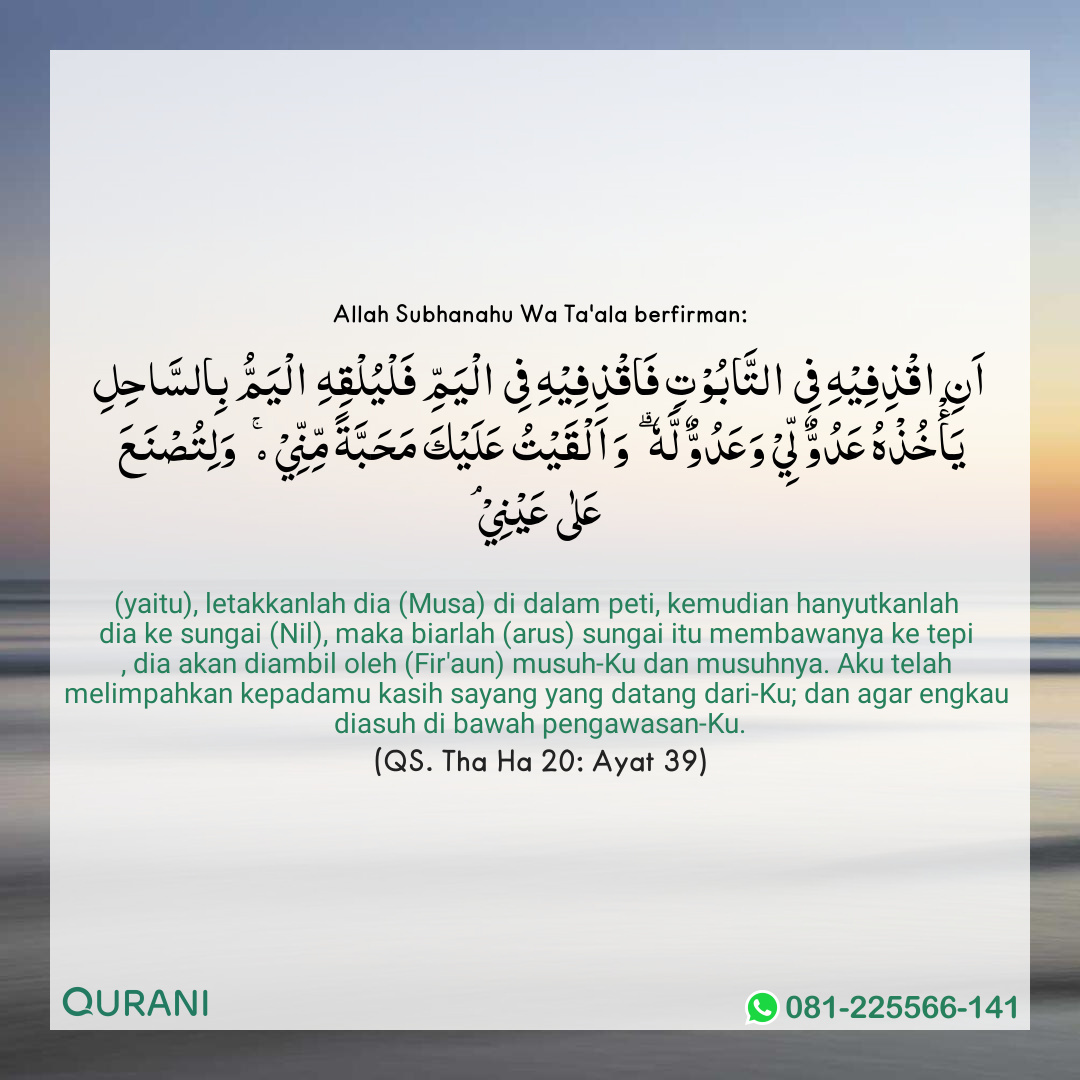 Allah Subhanahu Wa Ta'ala berfirman:
اَنِ اقْذِفِيْهِ فِى التَّابُوْتِ فَاقْذِفِيْهِ فِى الْيَمِّ فَلْيُلْقِهِ الْيَمُّ بِالسَّاحِلِ
يَأْخُذْهُ عَدُوٌّ لِّيْ وَعَدُوٌّ لَّهٗ ۗ وَاَلْقَيْتُ عَلَيْكَ مَحَبَّةً مِّنِّيْ ە ۚ وَلِتُصْنَعَ
عَلٰى عَيْنِيْ ۘ
(yaitu), letakkanlah dia (Musa) di dalam peti, kemudian hanyutkanlah
dia ke sungai (Nil), maka biarlah (arus) sungai itu membawanya ke tepi
, dia akan diambil oleh (Fir'aun) musuh-Ku dan musuhnya. Aku telah
melimpahkan kepadamu kasih sayang yang datang dari-Ku; dan agar engkau
diasuh di bawah pengawasan-Ku.
(QS. Tha Ha 20: Ayat 39)
QURANI
081-225566-141